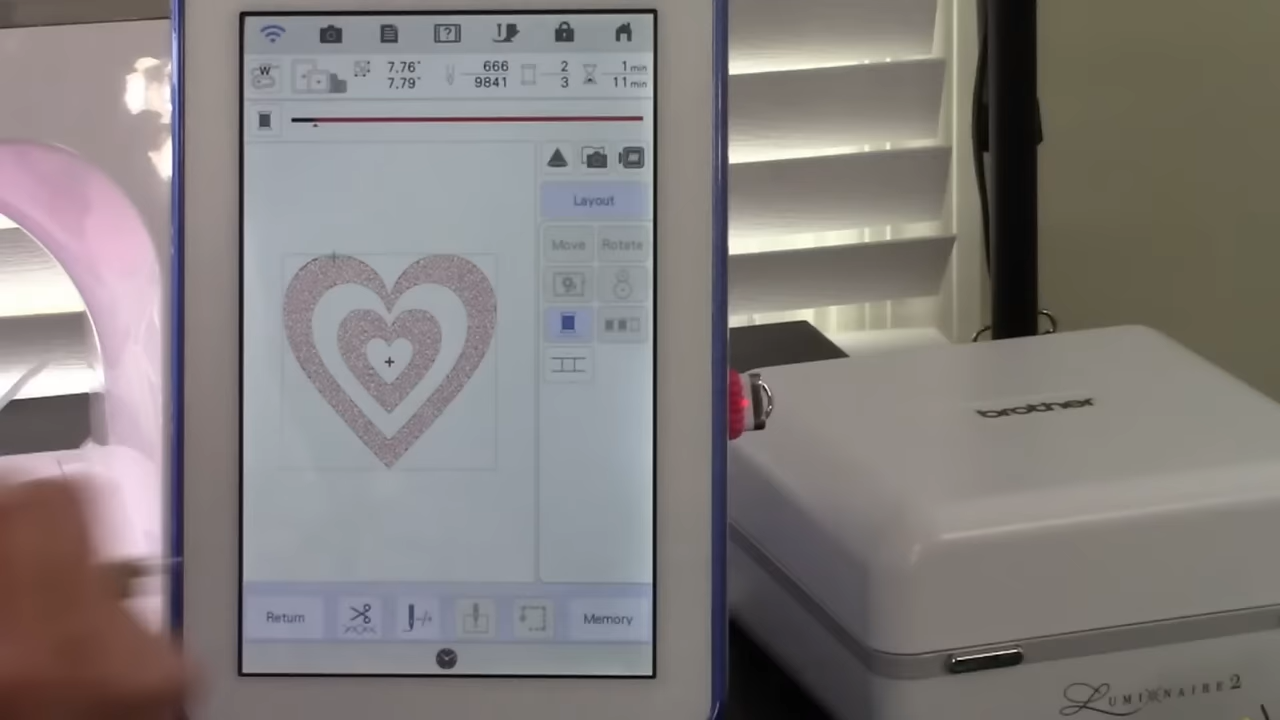 W
7.76" 666 2 1 min
7.79" 9841 3 11 min
Layout
Move Rotate
Return Memory
brother
LUMINAIRE 2